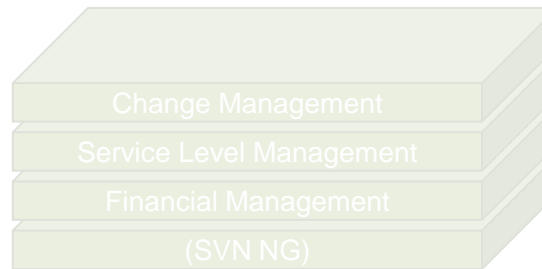 Change Management
Service Level Management
Financial Management
(SVN NG)